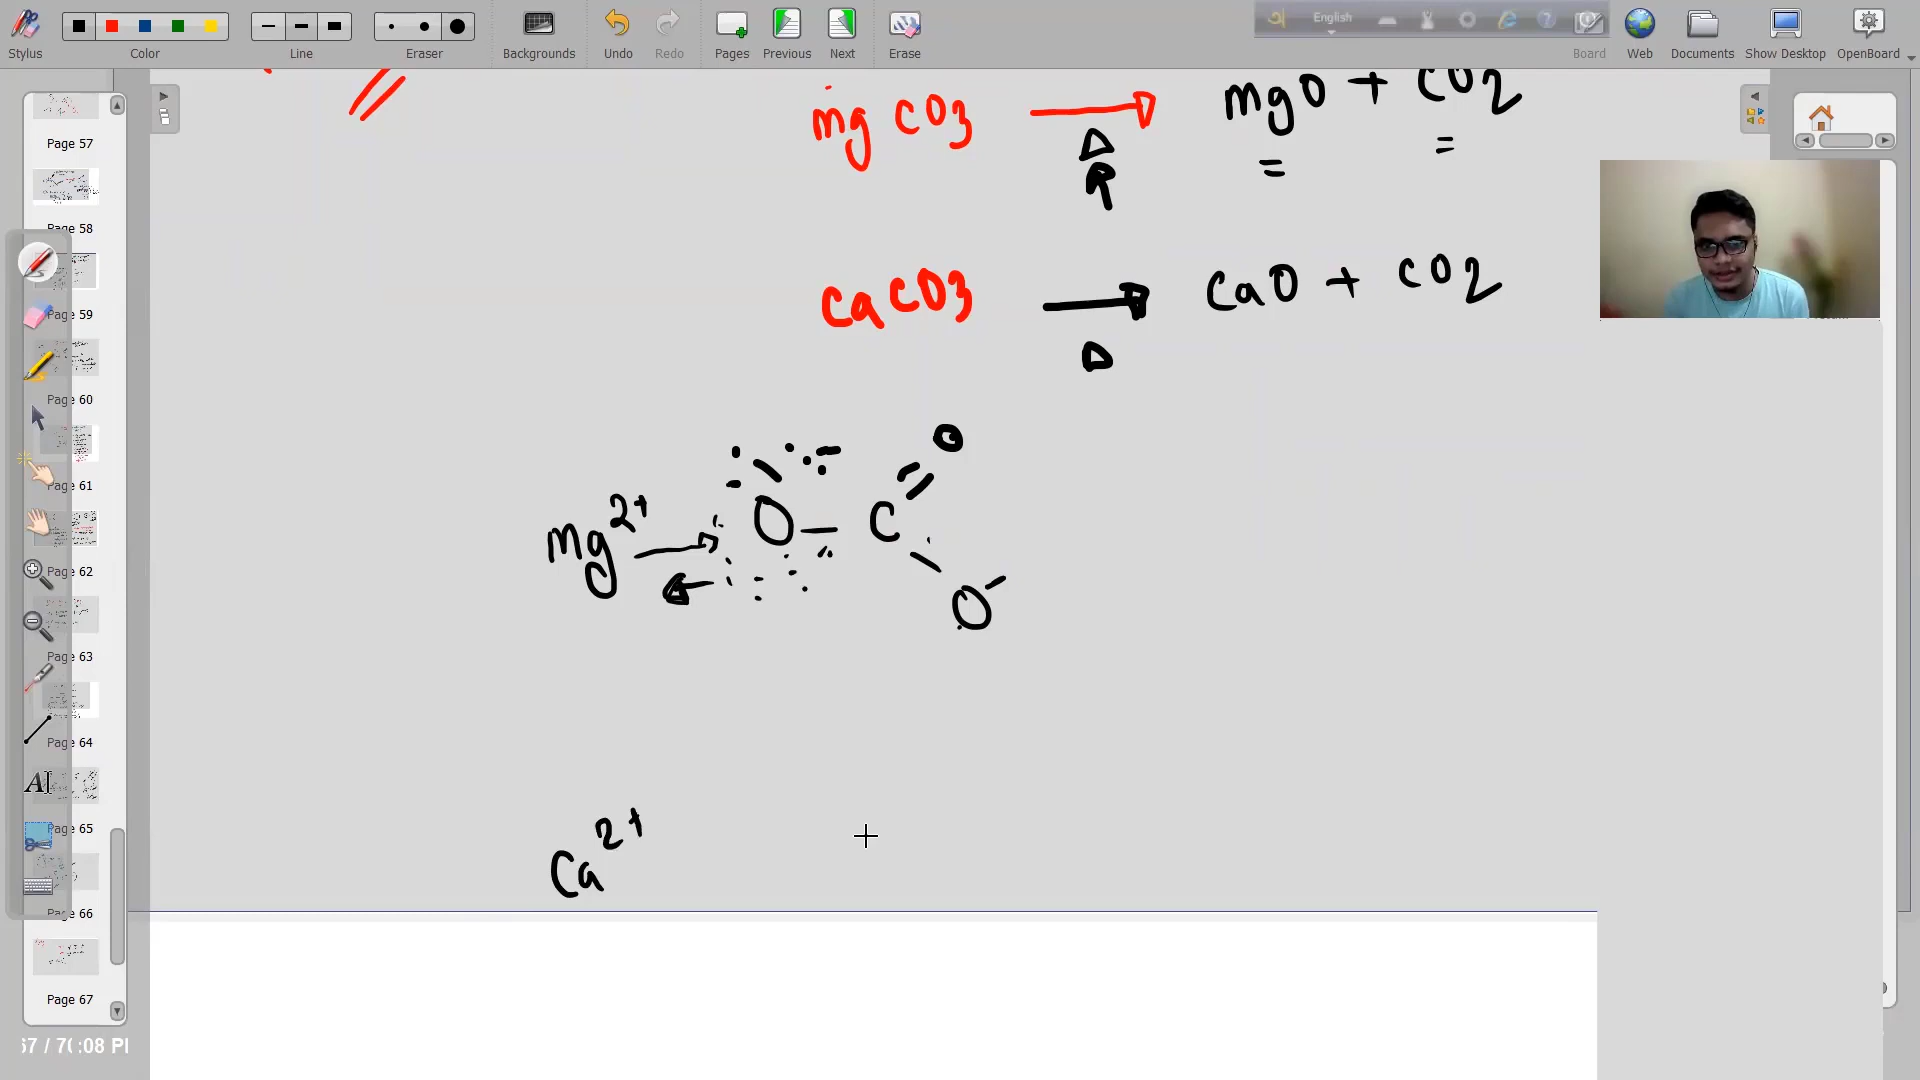 Stylus
Color
Line
Eraser
Backgrounds
Undo
Redo
Pages
Previous
Next
Erase
English
Board
Web
Documents
Show Desktop
OpenBoard
Page 57
Page 58
Page 59
Page 60
Page 61
Page 62
Page 63
Page 64
Page 65
Page 66
Page 67
mgCO3 → mgO + CO2
Δ
=
=
CaCO3 → CaO + CO2
Δ
Mg2+ O – C
O-
Ca2+